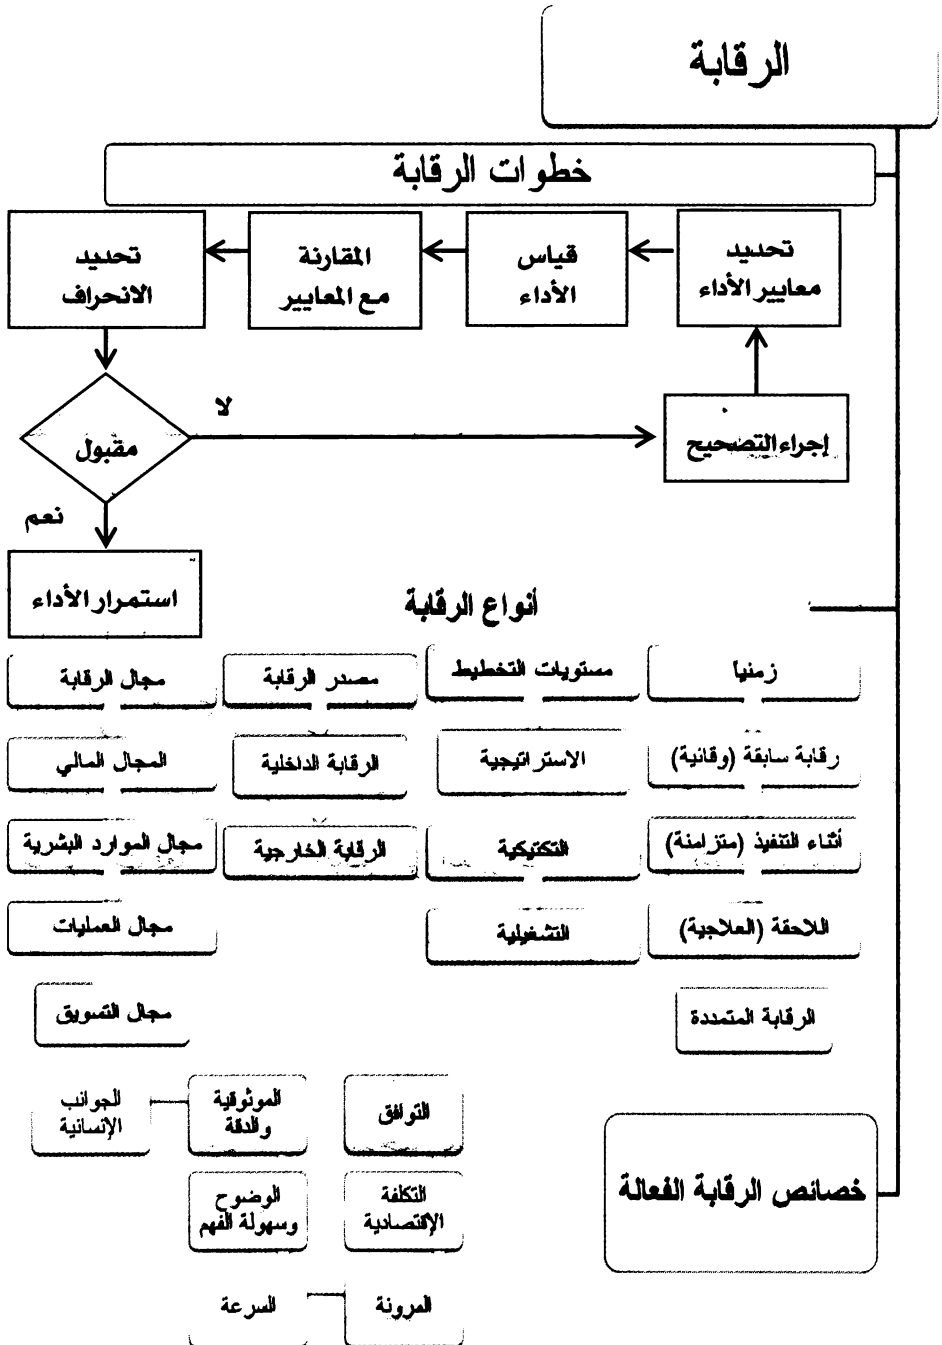 الرقابة
خطوات الرقابة
تحديد
معايير الأداء
قياس
الأداء
المقارنة
مع المعايير
تحديد
الانحراف
مقبول
لا
إجراء التصحيح
نعم
استمرار الأداء
أنواع الرقابة
زمنياً
مستويات التخطيط
مصدر الرقابة
مجال الرقابة
رقابة سابقة (وقائية)
الاستراتيجية
الرقابة الداخلية
المجال المالي
أثناء التنفيذ (متزامنة)
التكتيكية
الرقابة الخارجية
مجال الموارد البشرية
اللاحقة (العلاجية)
التشغيلية
مجال العمليات
الرقابة المتمددة
مجال التسويق
خصائص الرقابة الفعالة
التوافق
الموثوقية
والدقة
الجوانب
الإنسانية
التكلفة
الإقتصادية
الوضوح
وسهولة الفهم
المرونة
السرعة